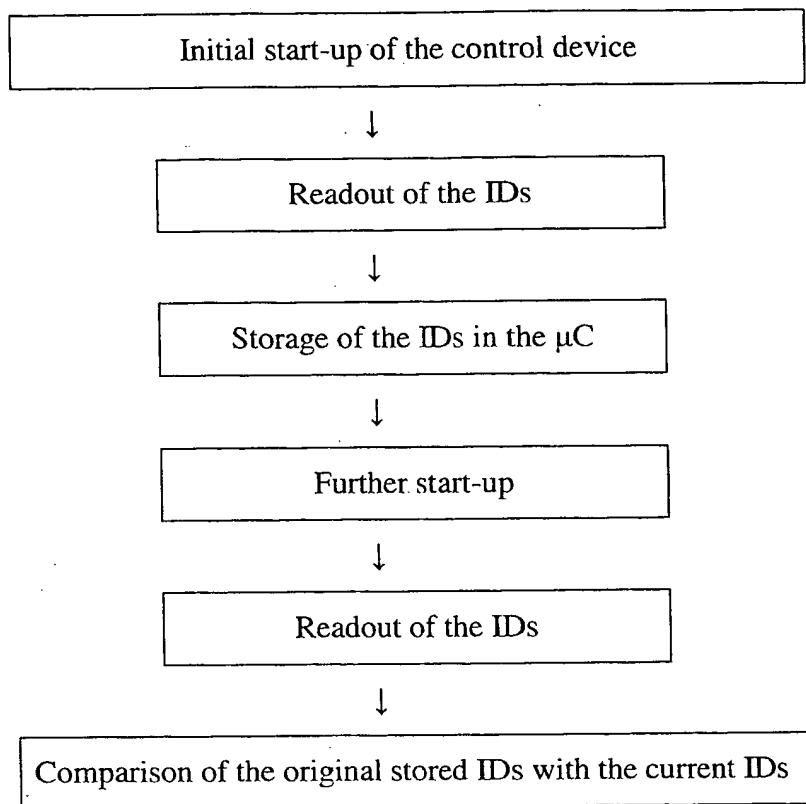 Initial start-up of the control device
↓
Readout of the IDs
↓
Storage of the IDs in the µC
↓
Further start-up
↓
Readout of the IDs
↓
Comparison of the original stored IDs with the current IDs